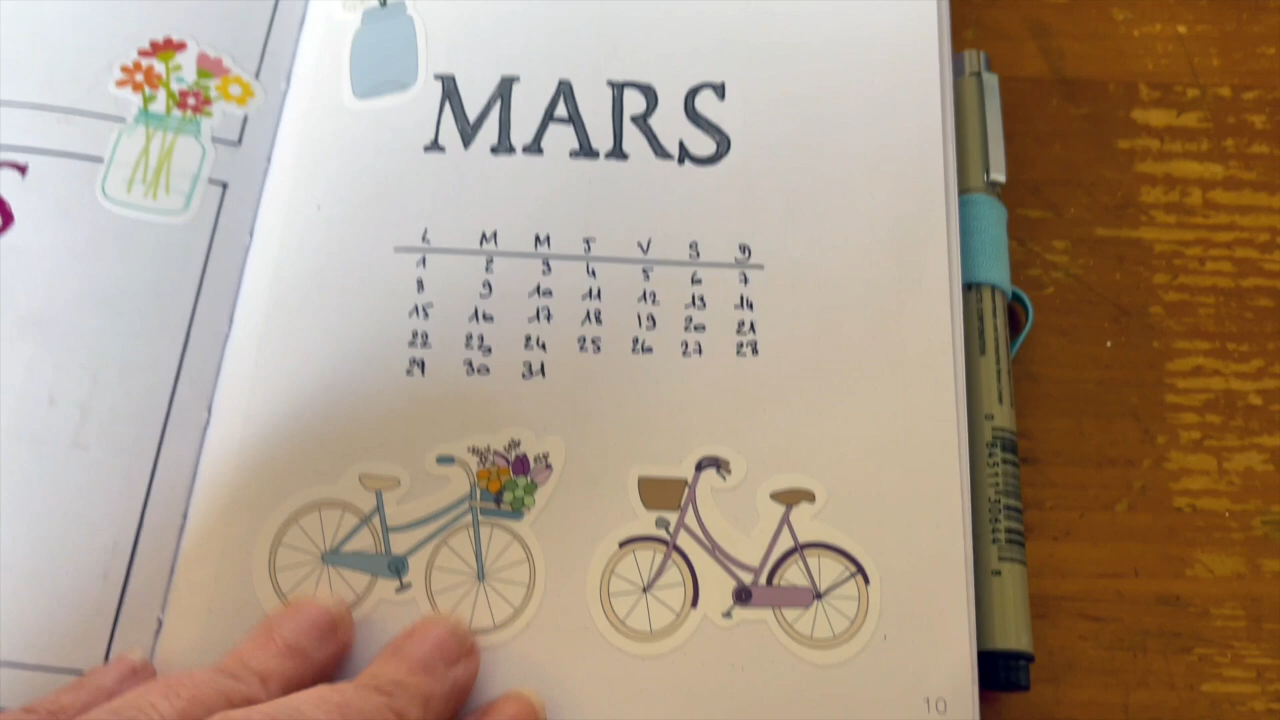 MARS
L M M J V S D
1 2 3 4 5 6 7
8 9 10 11 12 13 14
15 16 17 18 19 20 21
22 23 24 25 26 27 28
29 30 31
10